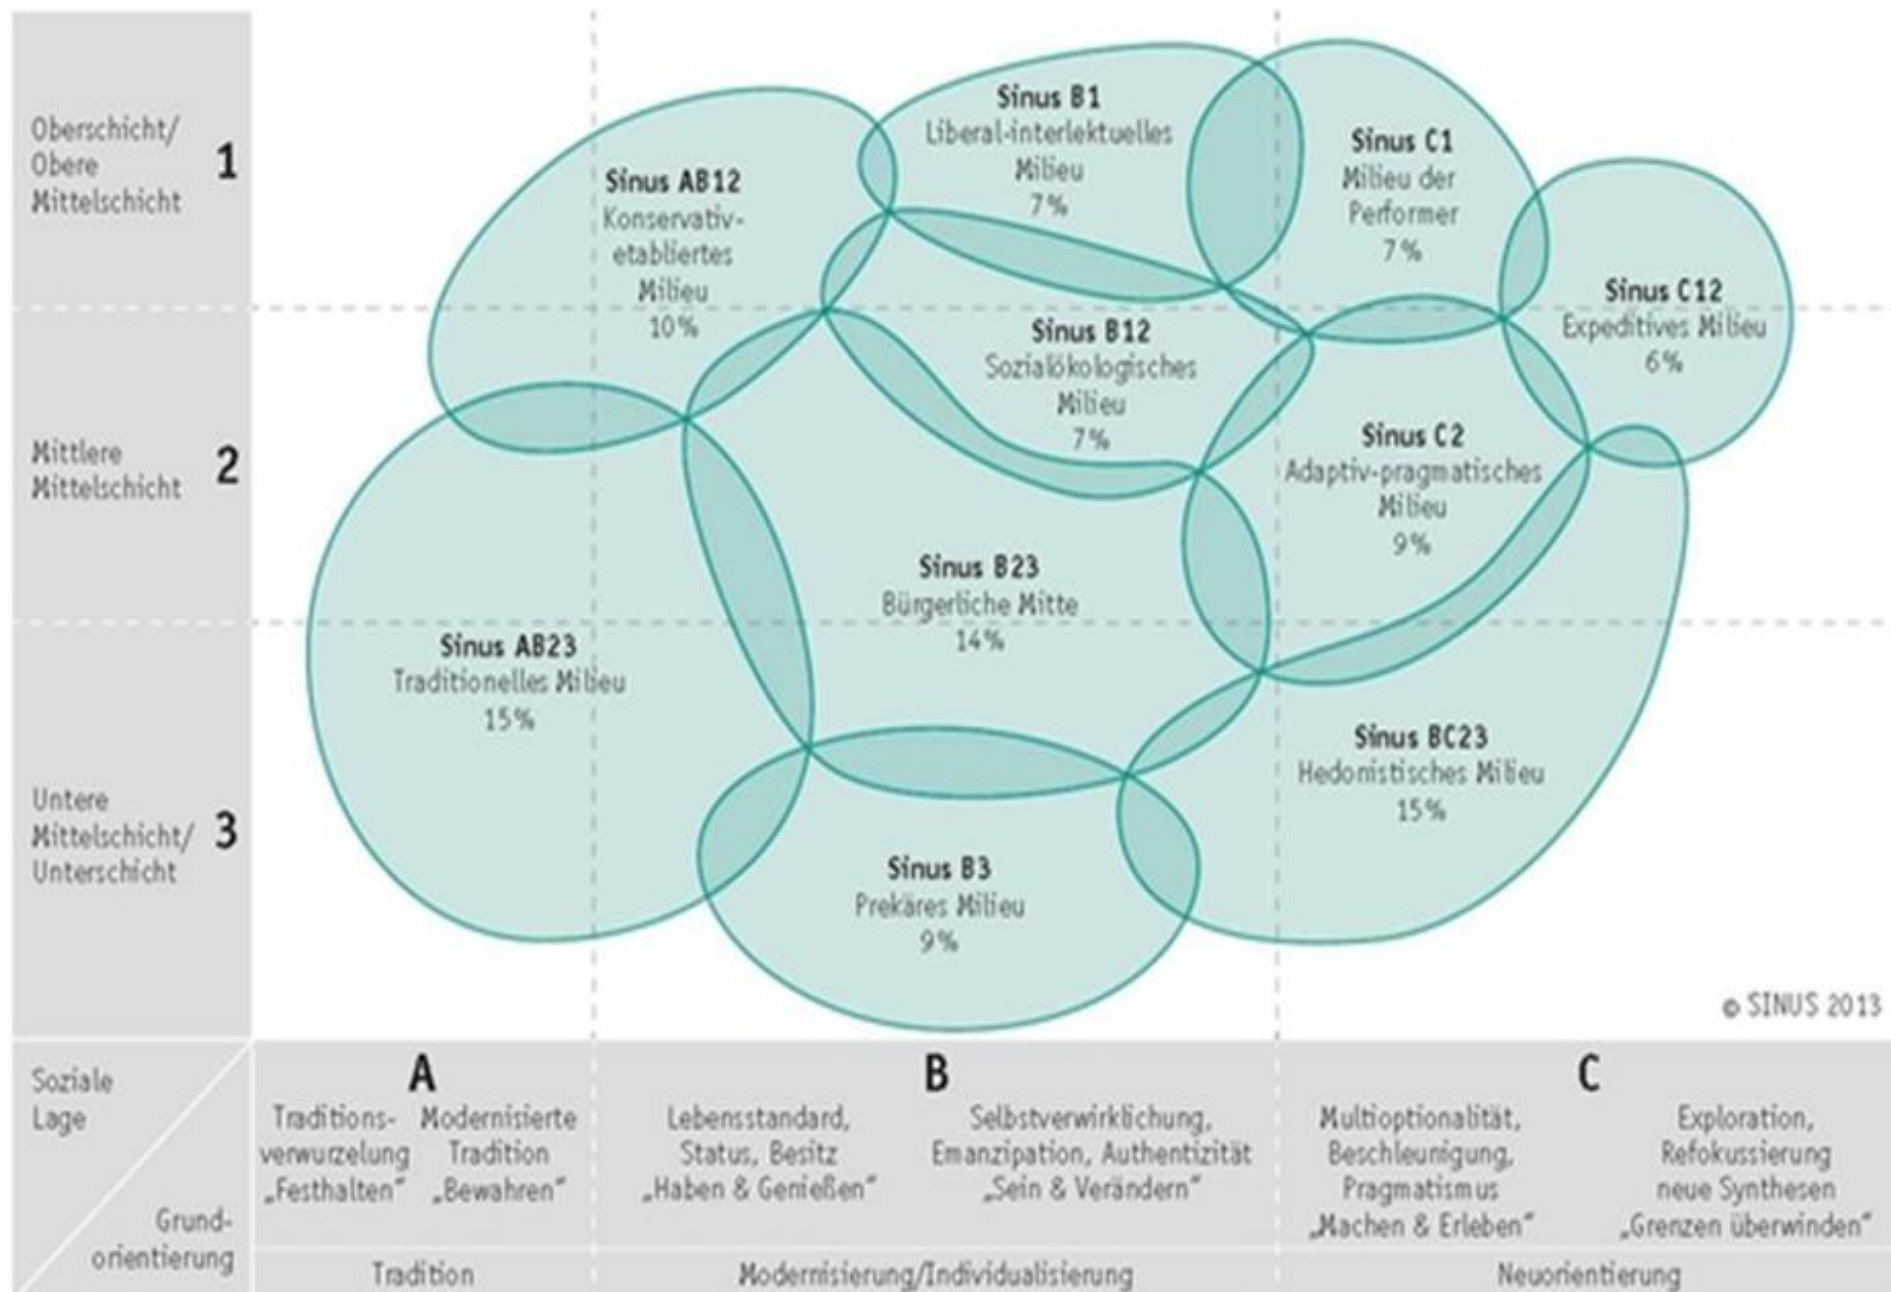 Oberschicht/
Obere
Mittelschicht
1
Mittlere
Mittelschicht
2
Untere
Mittelschicht/
Unterschicht
3
Sinus AB12
Konservativ-
etabliertes
Milieu
10%
Sinus B1
Liberal-interlektuelles
Milieu
7%
Sinus C1
Milieu der
Performer
7%
Sinus C12
Expeditives Milieu
6%
Sinus B12
Sozialökologisches
Milieu
7%
Sinus C2
Adaptiv-pragmatisches
Milieu
9%
Sinus B23
Bürgerliche Mitte
14%
Sinus AB23
Traditionelles Milieu
15%
Sinus BC23
Hedonistisches Milieu
15%
Sinus B3
Prekäres Milieu
9%
© SINUS 2013
Soziale
Lage
Grund-
orientierung
A
Traditions-
verwurzelung
„Festhalten“
Modernisierte
Tradition
„Bewahren“
B
Lebensstandard,
Status, Besitz
„Haben & Genießen“
Selbstverwirklichung,
Emanzipation, Authentizität
„Sein & Verändern“
C
Multioptionalität,
Beschleunigung,
Pragmatismus
„Machen & Erleben“
Exploration,
Refokussierung
neue Synthesen
„Grenzen überwinden“
Tradition
Modernisierung/Individualisierung
Neuorientierung